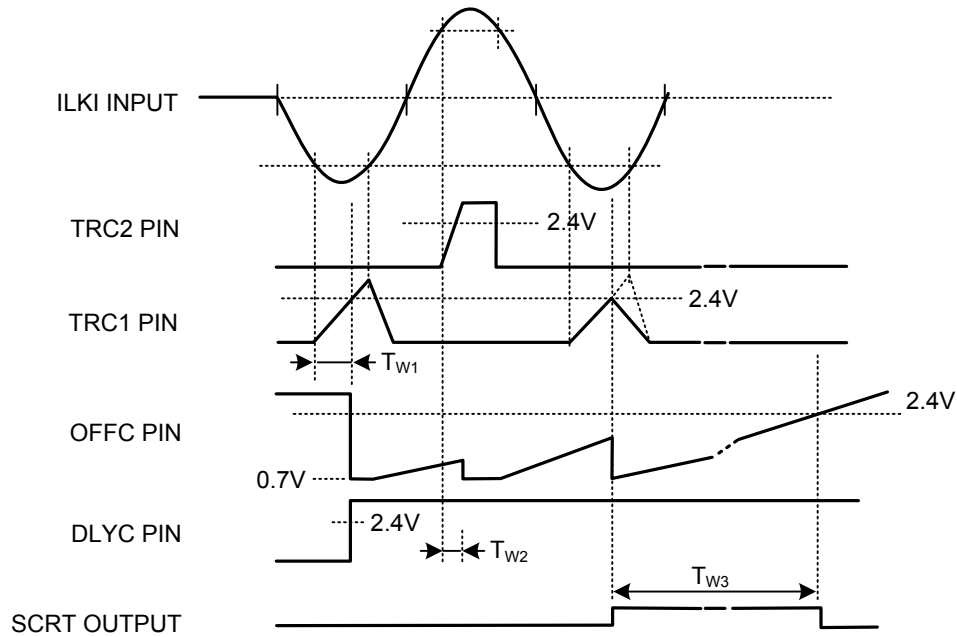 ILKI INPUT
TRC2 PIN
2.4V
2.4V
TRC1 PIN
TW1
2.4V
OFFC PIN
0.7V
2.4V
DLYC PIN
TW2
TW3
SCRT OUTPUT